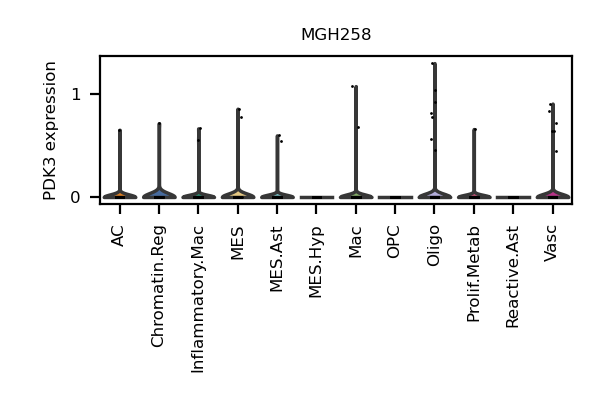 MGH258
PDK3 expression
1
0
AC
Chromatin.Reg
Inflammatory.Mac
MES
MES.Ast
MES.Hyp
Mac
OPC
Oligo
Prolif.Metab
Reactive.Ast
Vasc